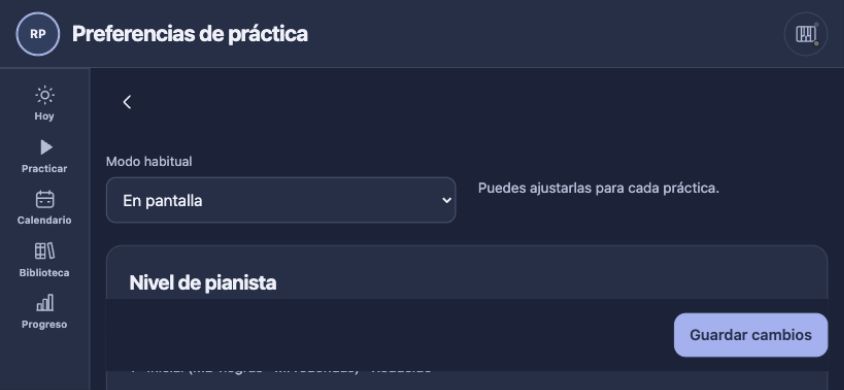 RP
Preferencias de práctica
Hoy
Practicar
Calendario
Biblioteca
Progreso
Modo habitual
En pantalla
Puedes ajustarlas para cada práctica.
Nivel de pianista
Guardar cambios